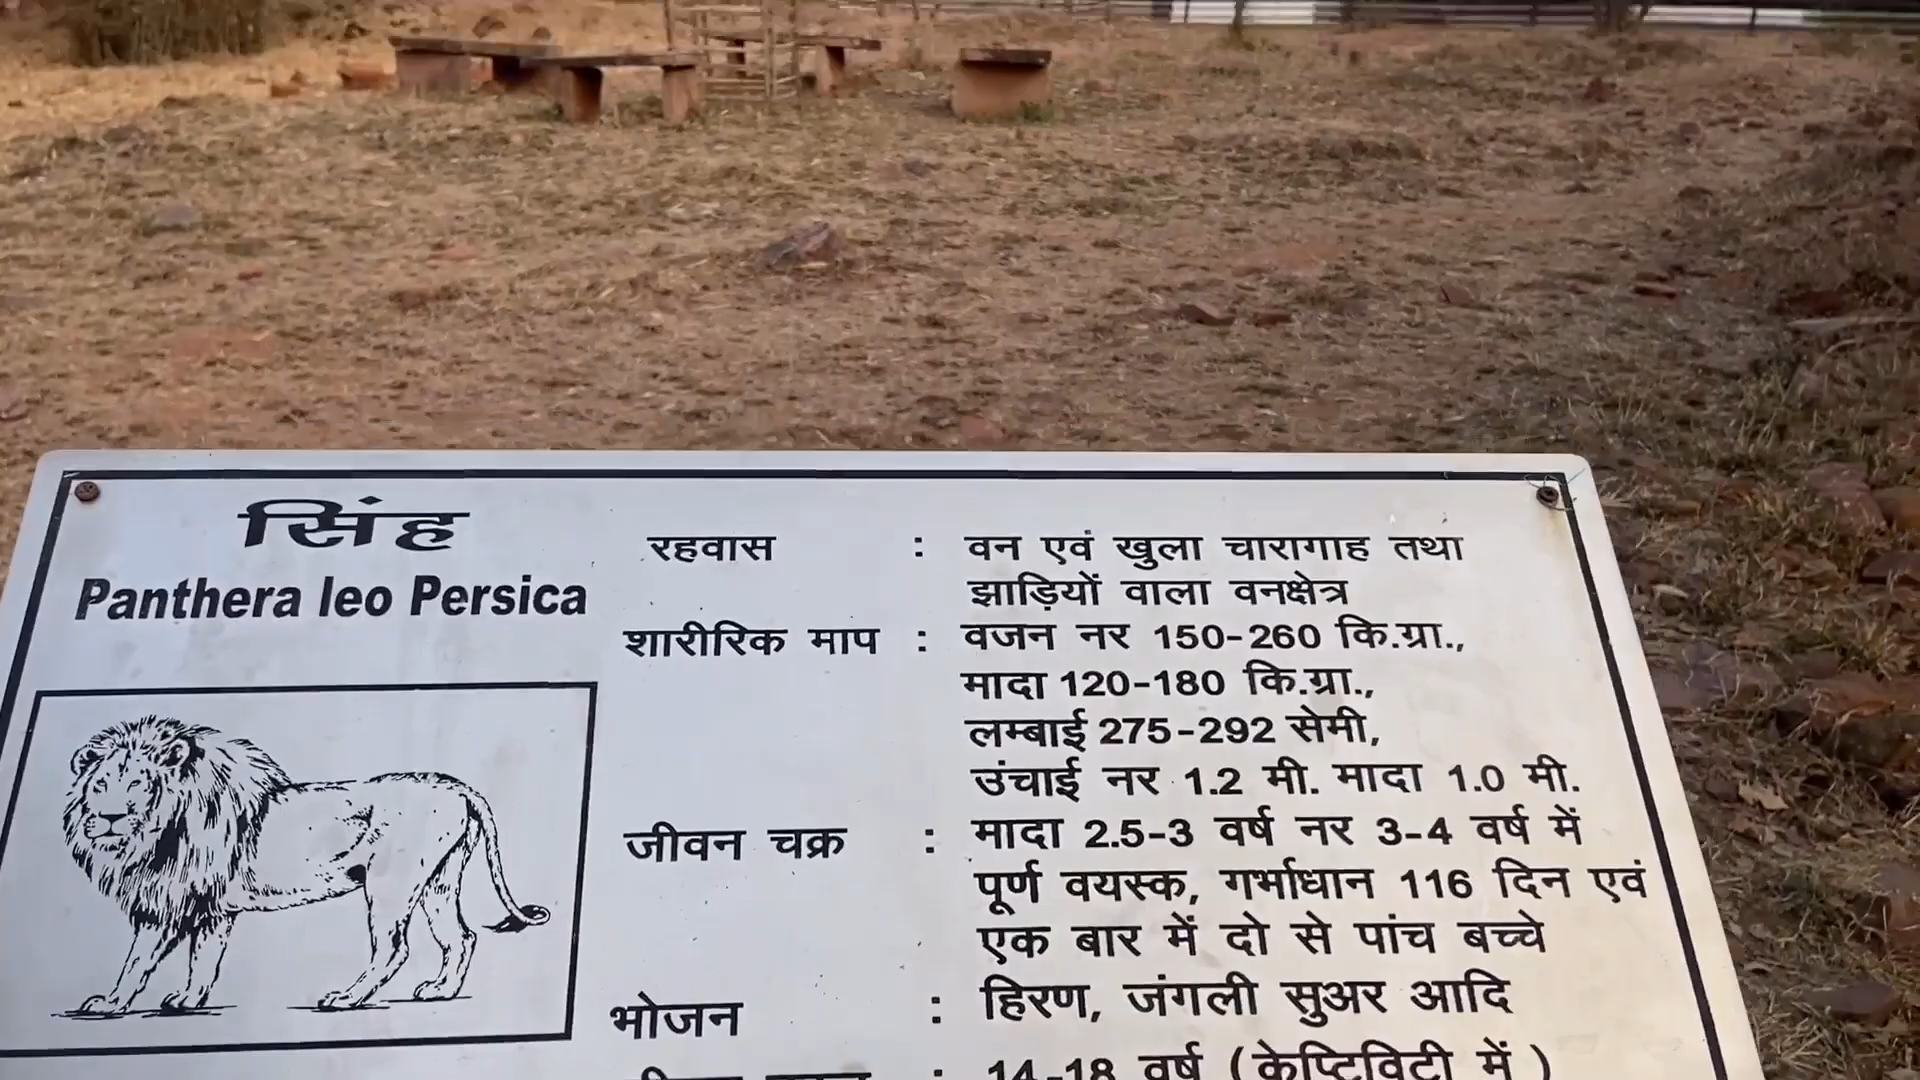 सिंह
Panthera leo Persica
रहवास : वन एवं खुला चारागाह तथा
झाड़ियों वाला वनक्षेत्र
शारीरिक माप : वजन नर 150-260 कि.ग्रा.,
मादा 120-180 कि.ग्रा.,
लम्बाई 275-292 सेमी,
उंचाई नर 1.2 मी. मादा 1.0 मी.
जीवन चक्र : मादा 2.5-3 वर्ष नर 3-4 वर्ष में
पूर्ण वयस्क, गर्भाधान 116 दिन एवं
एक बार में दो से पांच बच्चे
भोजन : हिरण, जंगली सुअर आदि
: 14-18 वर्ष (केप्टिविटी में)